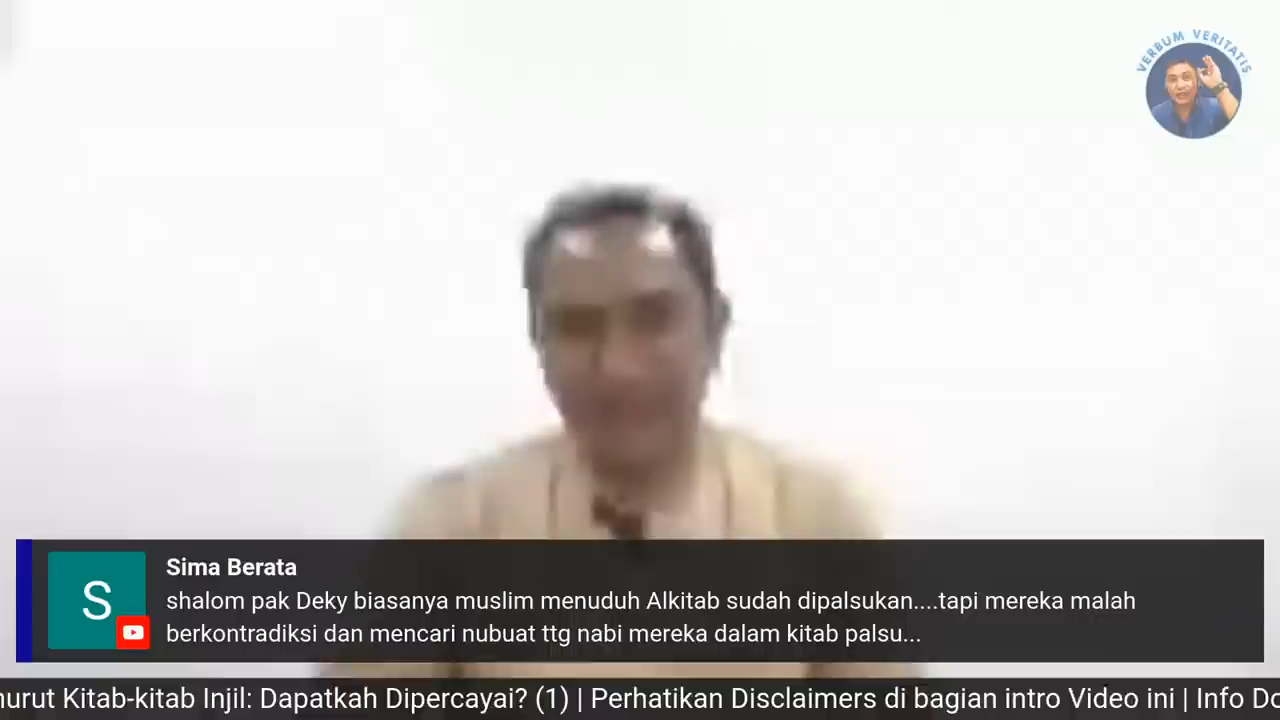 VERBUM VERITATIS
S
Sima Berata
shalom pak Deky biasanya muslim menuduh Alkitab sudah dipalsukan....tapi mereka malah
berkontradiksi dan mencari nubuat ttg nabi mereka dalam kitab palsu...
Kitab-kitab Injil: Dapatkah Dipercayai? (1) | Perhatikan Disclaimers di bagian intro Video ini | Info